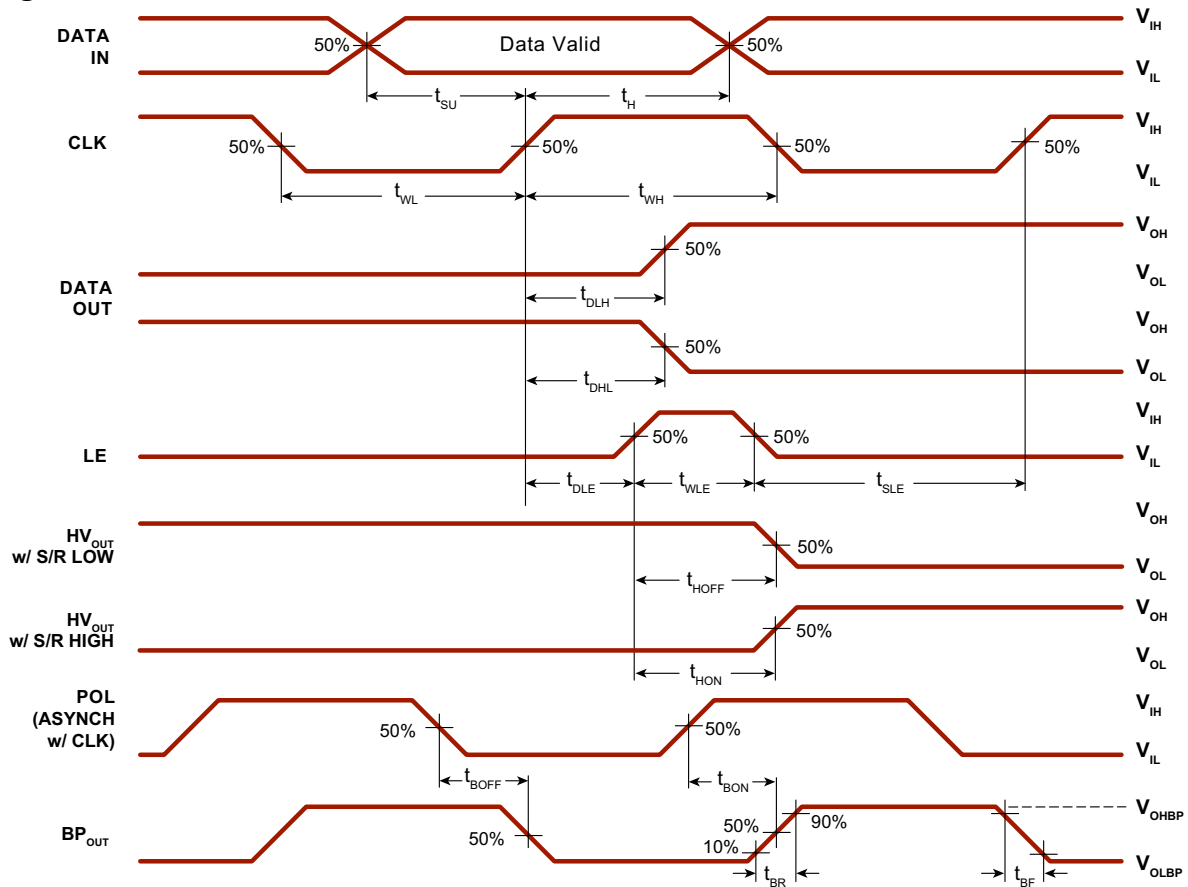 DATA
IN
50%
Data Valid
50%
V_IH
V_IL
t_SU
t_H
CLK
50%
50%
50%
50%
V_IH
V_IL
t_WL
t_WH
DATA
OUT
50%
V_OH
V_OL
t_DLH
50%
V_OH
V_OL
t_DHL
LE
50%
50%
V_IH
V_IL
t_DLE
t_WLE
t_SLE
HV_OUT
w/ S/R LOW
50%
V_OH
V_OL
t_HOFF
HV_OUT
w/ S/R HIGH
50%
V_OH
V_OL
t_HON
POL
(ASYNCH
w/ CLK)
50%
50%
V_IH
V_IL
t_BOFF
t_BON
BP_OUT
50%
50%
10%
90%
V_OHBP
V_OLBP
t_BR
t_BF